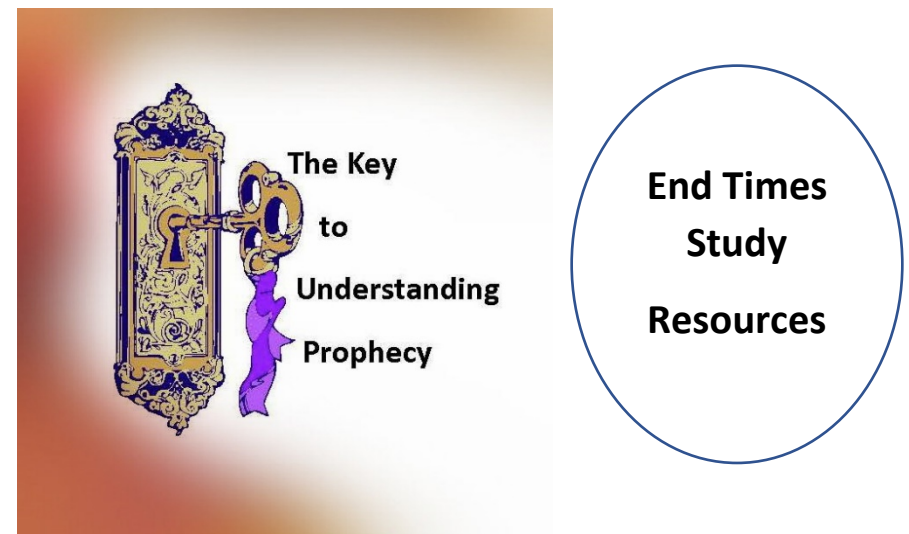 The Key
to
Understanding
Prophecy
End Times
Study
Resources